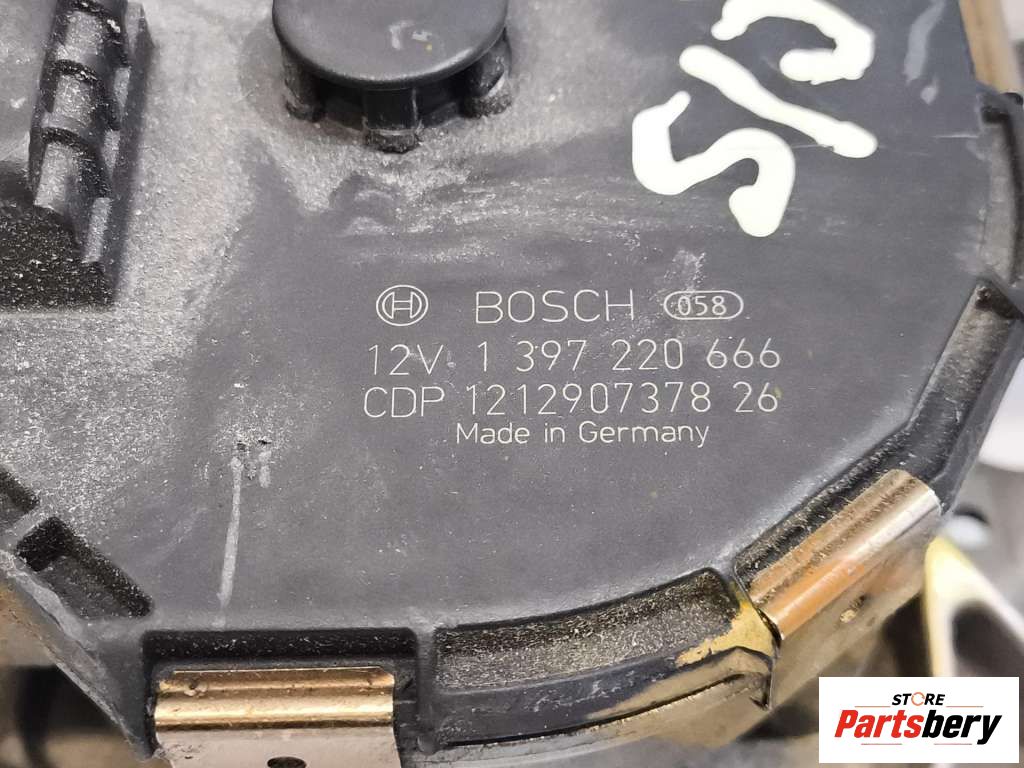 BOSCH 058
12V 1 397 220 666
CDP 1212907378 26
Made in Germany
STORE
Partsbery